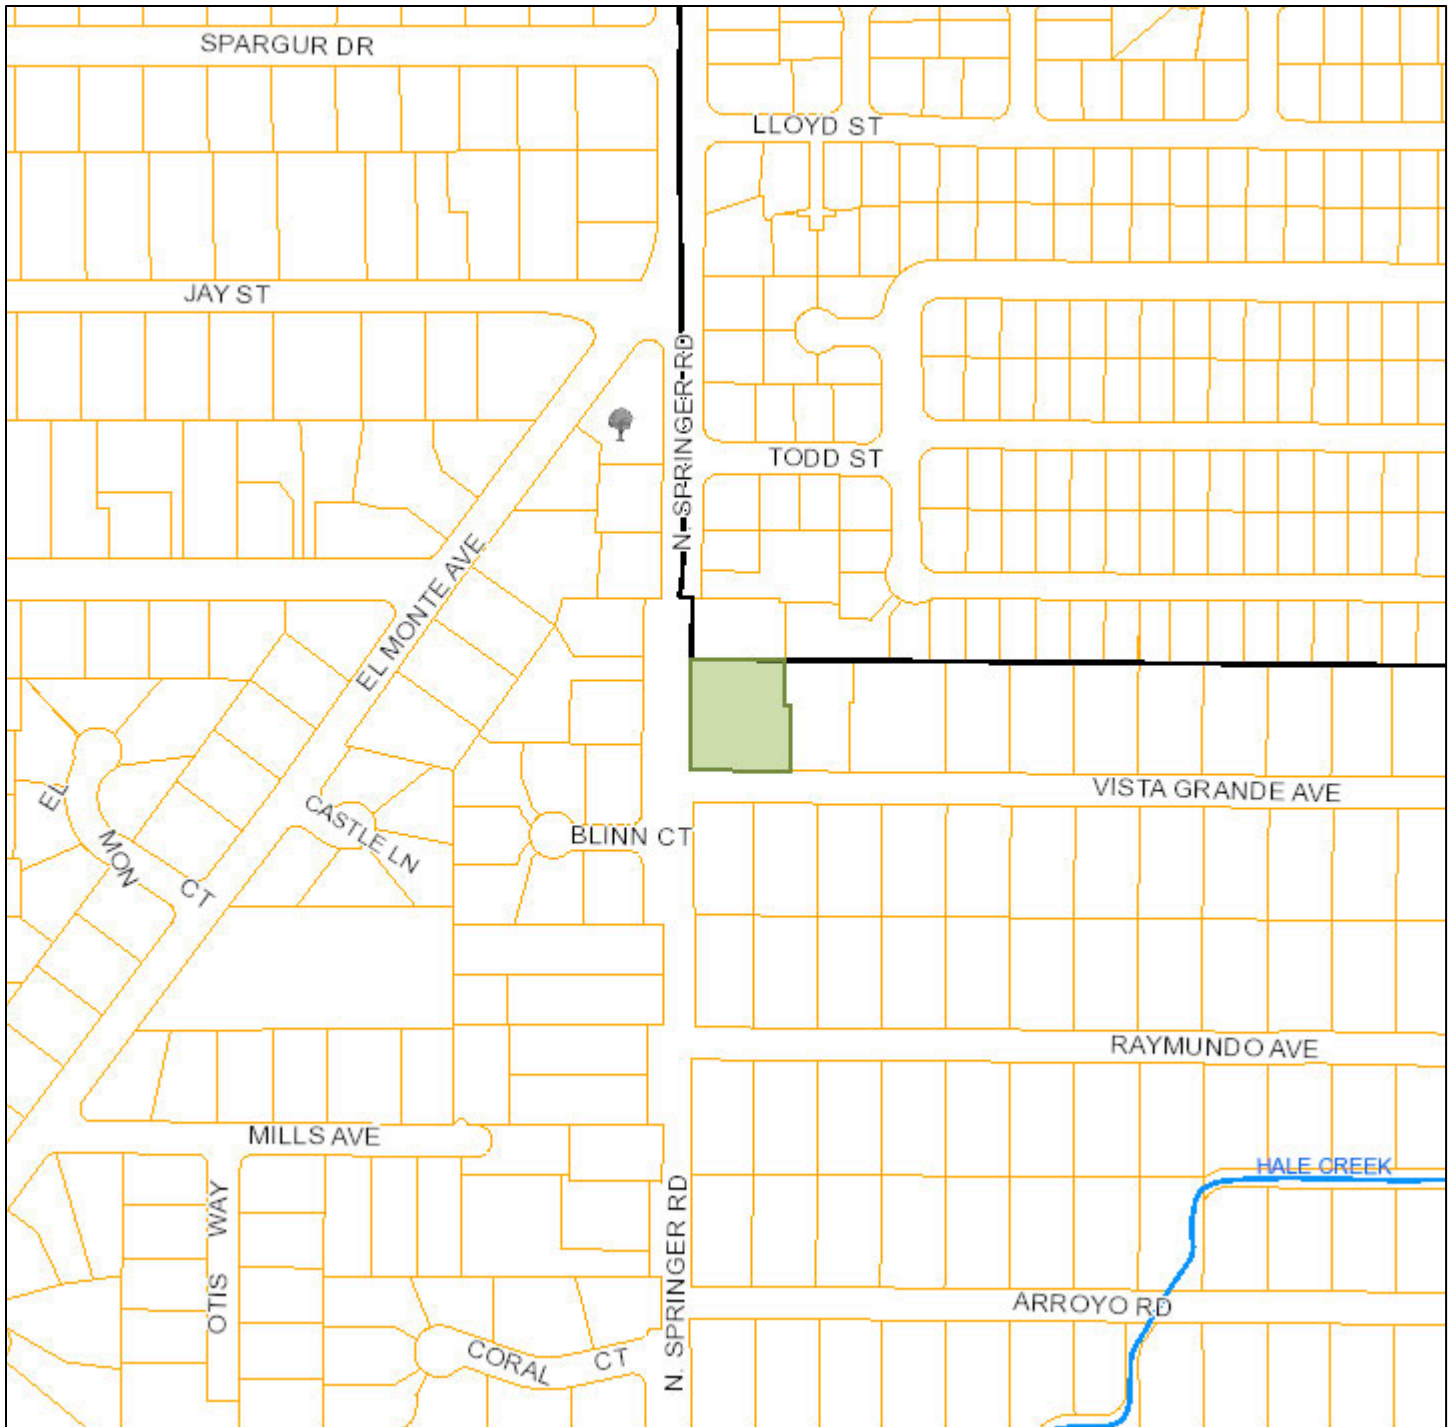 SPARGUR DR
LLOYD ST
JAY ST
N. SPRINGER RD
TODD ST
EL MONTE AVE
VISTA GRANDE AVE
EL MON CT
CASTLE LN
BLINN CT
RAYMUNDO AVE
MILLS AVE
HALE CREEK
OTIS WAY
N. SPRINGER RD
ARROYO RD
CORAL CT